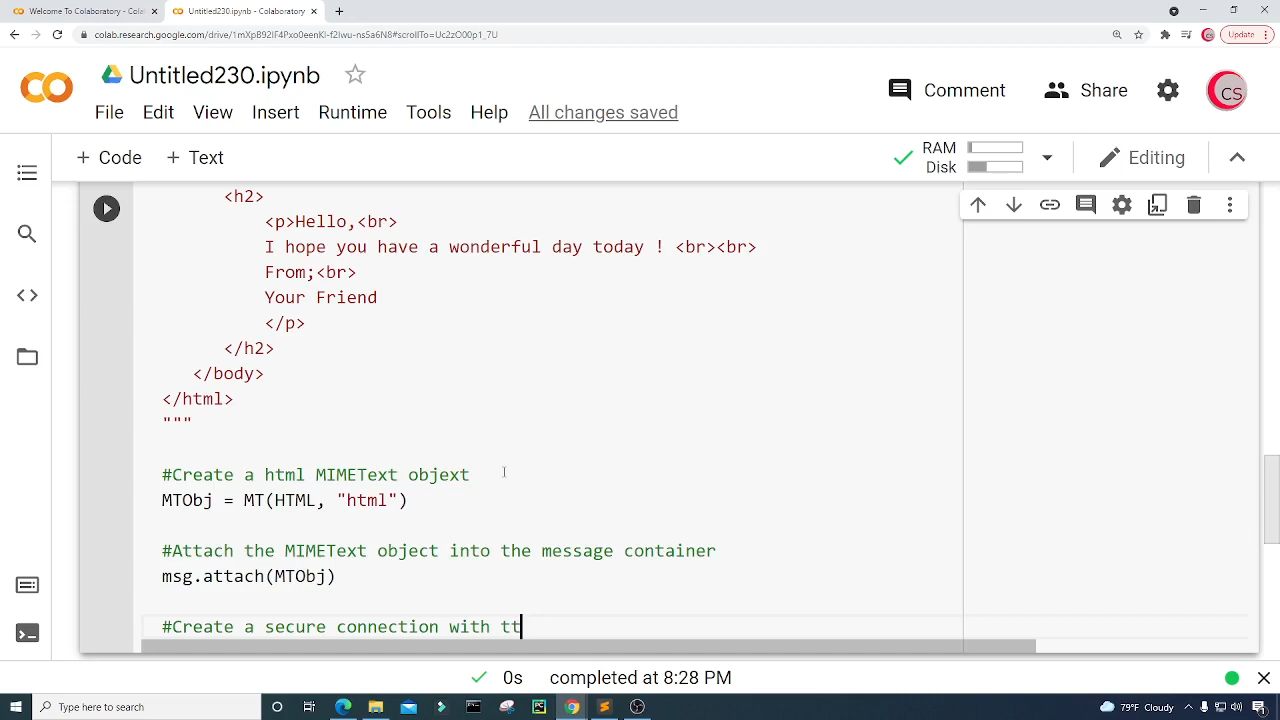 Welcome To Colaboratory - Colabo
Untitled230.ipynb - Colaboratory
colab.research.google.com/drive/1mXpB92IF4Pxo0eenKl-f2Iwu-ns5a6N8#scrollTo=Uc2zO00p1_7U
Update
Untitled230.ipynb
CS
Comment
Share
File Edit View Insert Runtime Tools Help All changes saved
+ Code + Text
RAM
Disk
Editing
<h2>
<p>Hello,<br>
I hope you have a wonderful day today ! <br><br>
From;<br>
Your Friend
</p>
</h2>
</body>
</html>
"""
#Create a html MIMEText objext
MTObj = MT(HTML, "html")
#Attach the MIMEText object into the message container
msg.attach(MTObj)
#Create a secure connection with tt
0s completed at 8:28 PM
Type here to search
79°F Cloudy